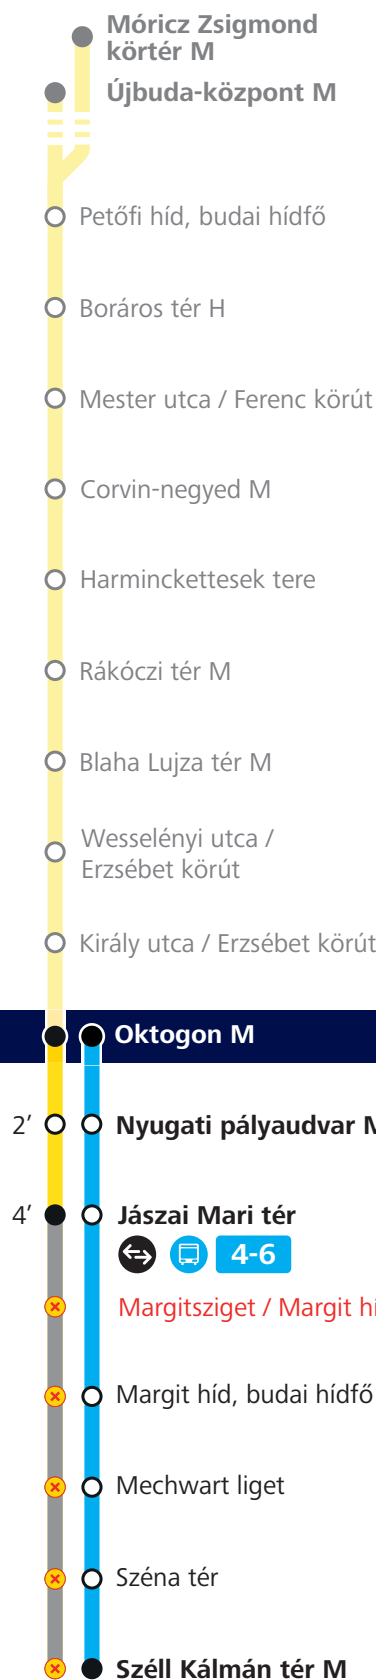 Móricz Zsigmond
körtér M
Újbuda-központ M
Petőfi híd, budai hídfő
Boráros tér H
Mester utca / Ferenc körút
Corvin-negyed M
Harminckettesek tere
Rákóczi tér M
Blaha Lujza tér M
Wesselényi utca /
Erzsébet körút
Király utca / Erzsébet körút
Oktogon M
2’ Nyugati pályaudvar M
4’ Jászai Mari tér
4-6
Margitsziget / Margit
Margit híd, budai hídfő
Mechwart liget
Széna tér
Széll Kálmán tér M